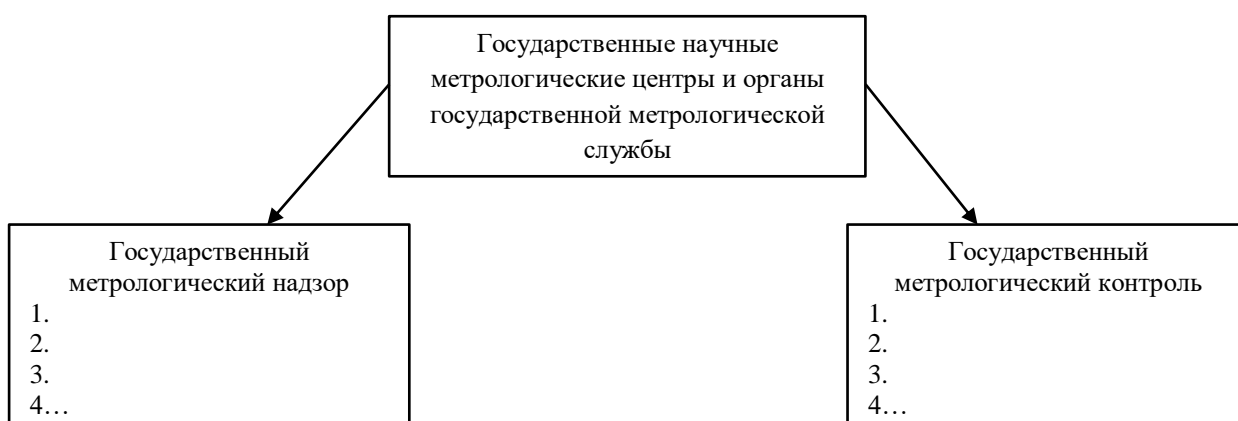 Государственные научные
метрологические центры и органы
государственной метрологической
службы
Государственный
метрологический надзор
1.
2.
3.
4…
Государственный
метрологический контроль
1.
2.
3.
4…